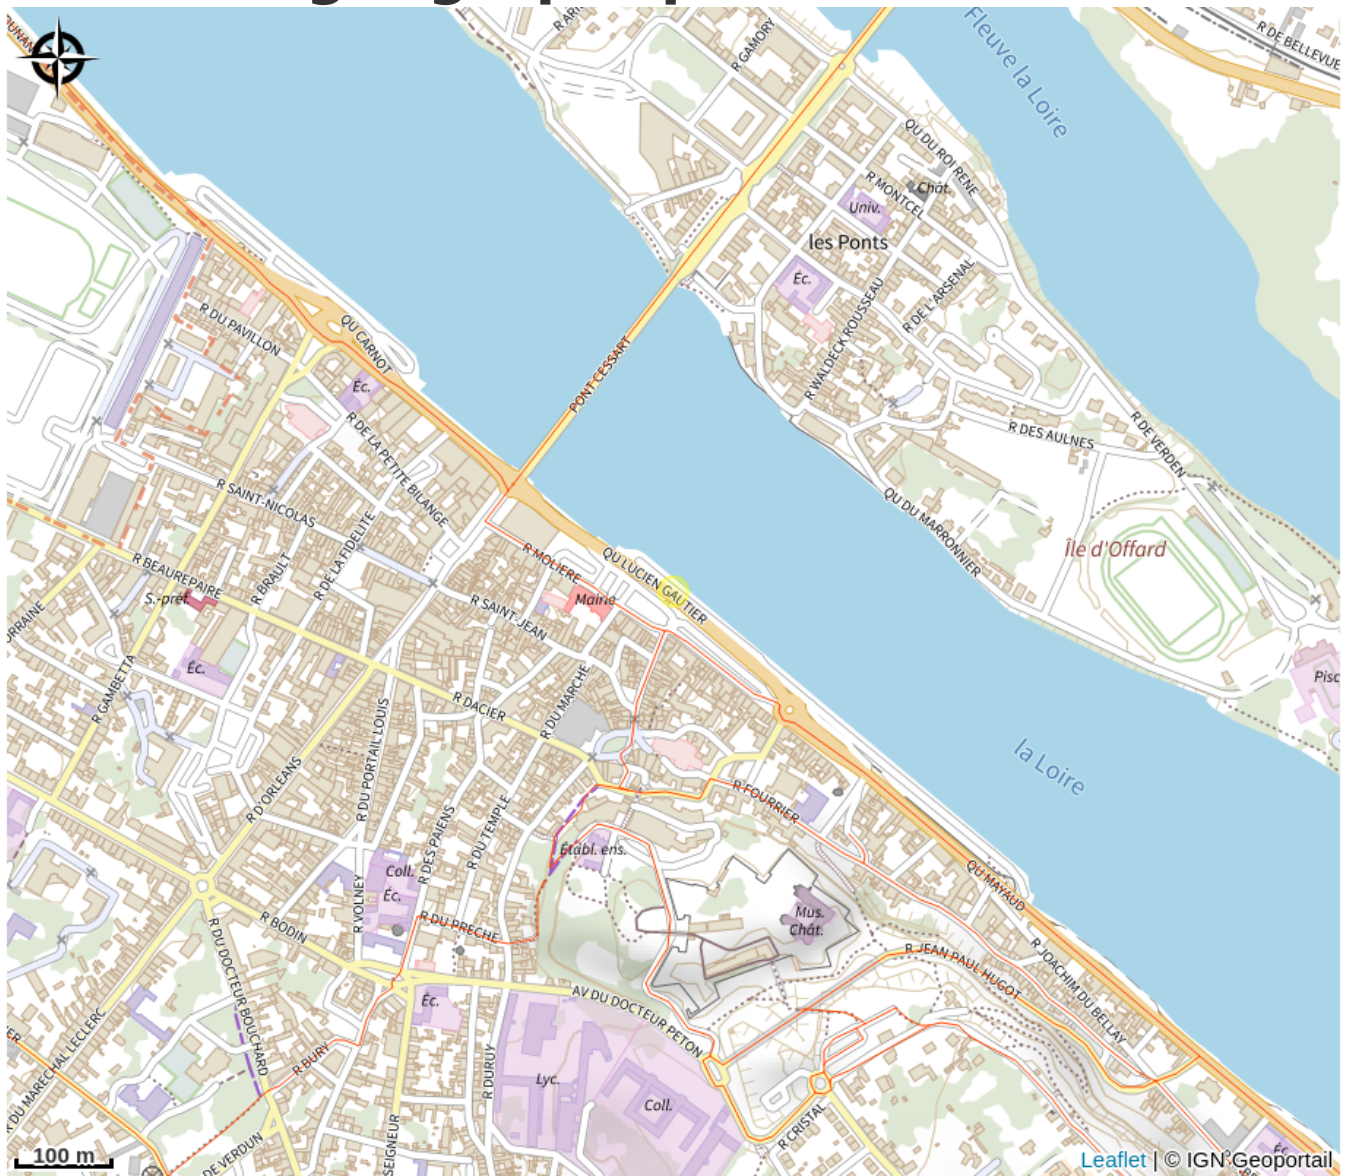 R GAMORY
R DE BELLEVUE
Fleuve la Loire
QU DU ROI RENE
R MONTCEL
Chât.
Univ.
les Ponts
Éc.
R DE L'ARSENAL
R WALDECK ROUSSEAU
R DU PAVILLON
QU CARNOT
PONT CESSART
Éc.
R DE LA PETITE BILANGE
R DES AULNES
R DE VERDEN
R SAINT-NICOLAS
QU DU MARRONNIER
Île d'Offard
R BEAUREPAIRE
R BRAULT
R DE LA FIDELITE
R MOLIERE
QU LUCIEN GAUTIER
S.-préf.
Mairie
R SAINT-JEAN
ORRAINE
Éc.
R GAMBETTA
R DACIER
R DU MARCHE
Pisc
la Loire
R D'ORLEANS
R DU PORTAIL LOUIS
R FOURRIER
R DES PAIENS
R DU TEMPLE
Établ. ens.
Coll.
Éc.
QU MAYAUD
R VOLNEY
R BODIN
R DU PRECHE
Mus.
Chât.
R JEAN PAUL HUGOT
R JOACHIM DU BELLAY
R DU DOCTEUR BOUCHARD
AV DU DOCTEUR PETON
Éc.
R DU MARECHAL LECLERC
R BURY
R DURUY
Lyc.
Coll.
R CRISTAL
DE VERDUN
SEIGNEUR
100 m
Leaflet | © IGN-Geoportail